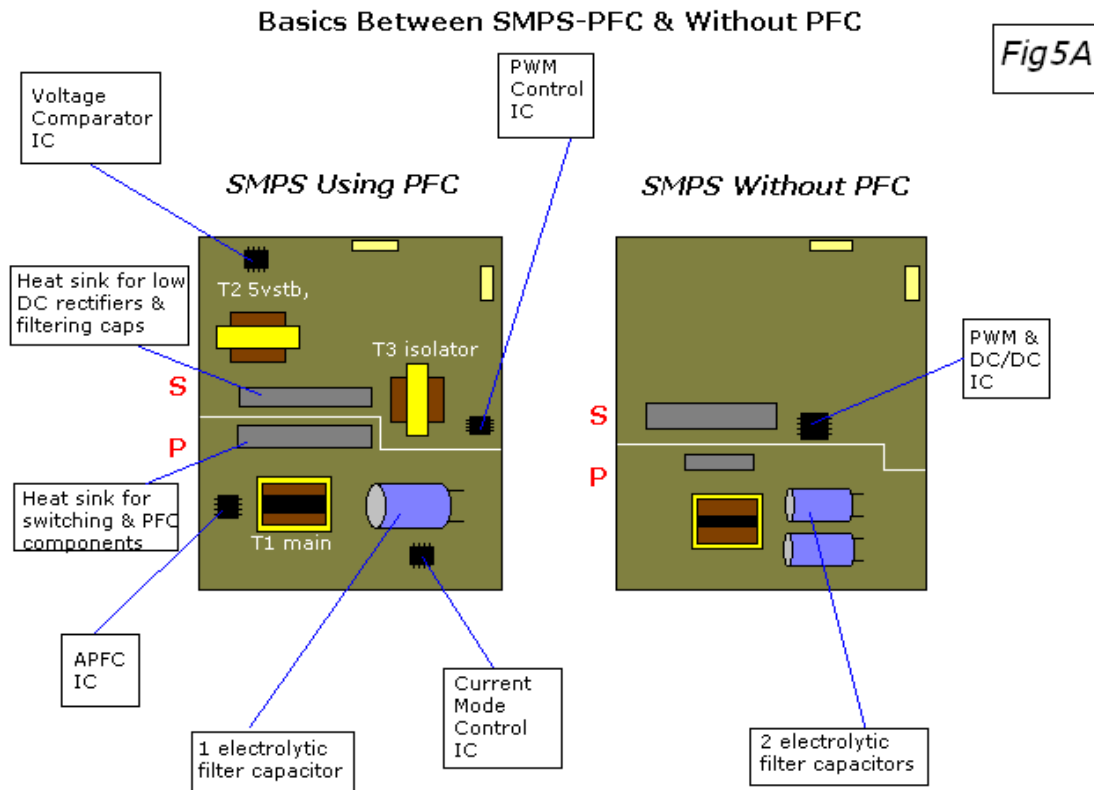 Basics Between SMPS-PFC & Without PFC
Fig5A
Voltage
Comparator
IC
PWM
Control
IC
SMPS Using PFC
SMPS Without PFC
Heat sink for low
DC rectifiers &
filtering caps
T2 5vstb,
T3 isolator
PWM &
DC/DC
IC
S
P
S
P
Heat sink for
switching & PFC
components
T1 main
APFC
IC
Current
Mode
Control
IC
1 electrolytic
filter capacitor
2 electrolytic
filter capacitors